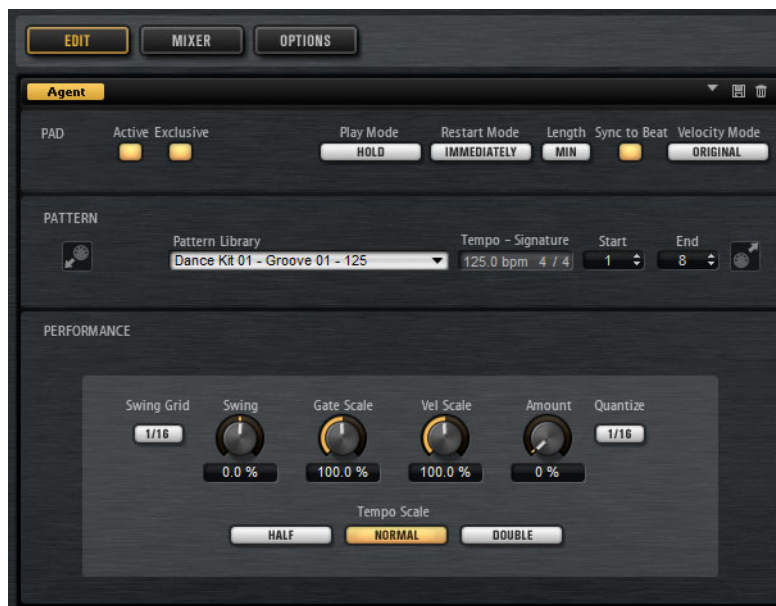 EDIT MIXER OPTIONS
Agent
PAD Active Exclusive Play Mode Restart Mode Length Sync to Beat Velocity Mode
HOLD IMMEDIATELY MIN ORIGINAL
PATTERN
Pattern Library Tempo - Signature Start End
Dance Kit 01 - Groove 01 - 125 125.0 bpm 4 / 4 1 8
PERFORMANCE
Swing Grid Swing Gate Scale Vel Scale Amount Quantize
1/16 1/16
0.0 % 100.0 % 100.0 % 0 %
Tempo Scale
HALF NORMAL DOUBLE